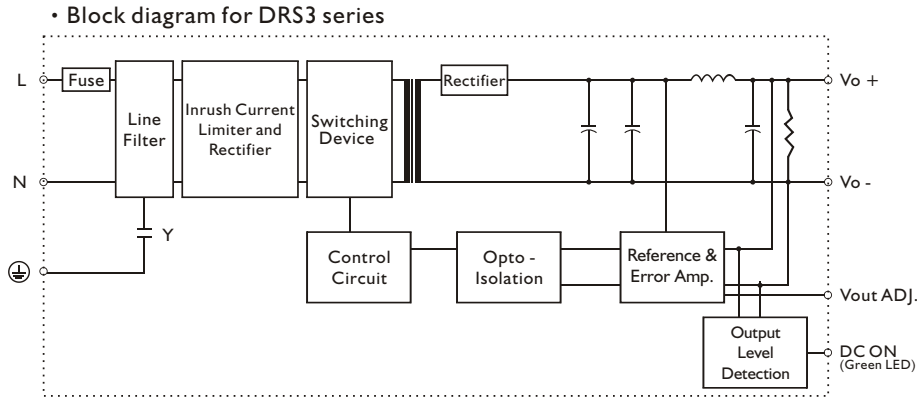 • Block diagram for DRS3 series
L
Fuse
Line
Filter
Inrush Current
Limiter and
Rectifier
Switching
Device
Rectifier
Vo +
N
Vo -
Y
Control
Circuit
Opto -
Isolation
Reference &
Error Amp.
Vout ADJ.
Output
Level
Detection
DC ON
(Green LED)